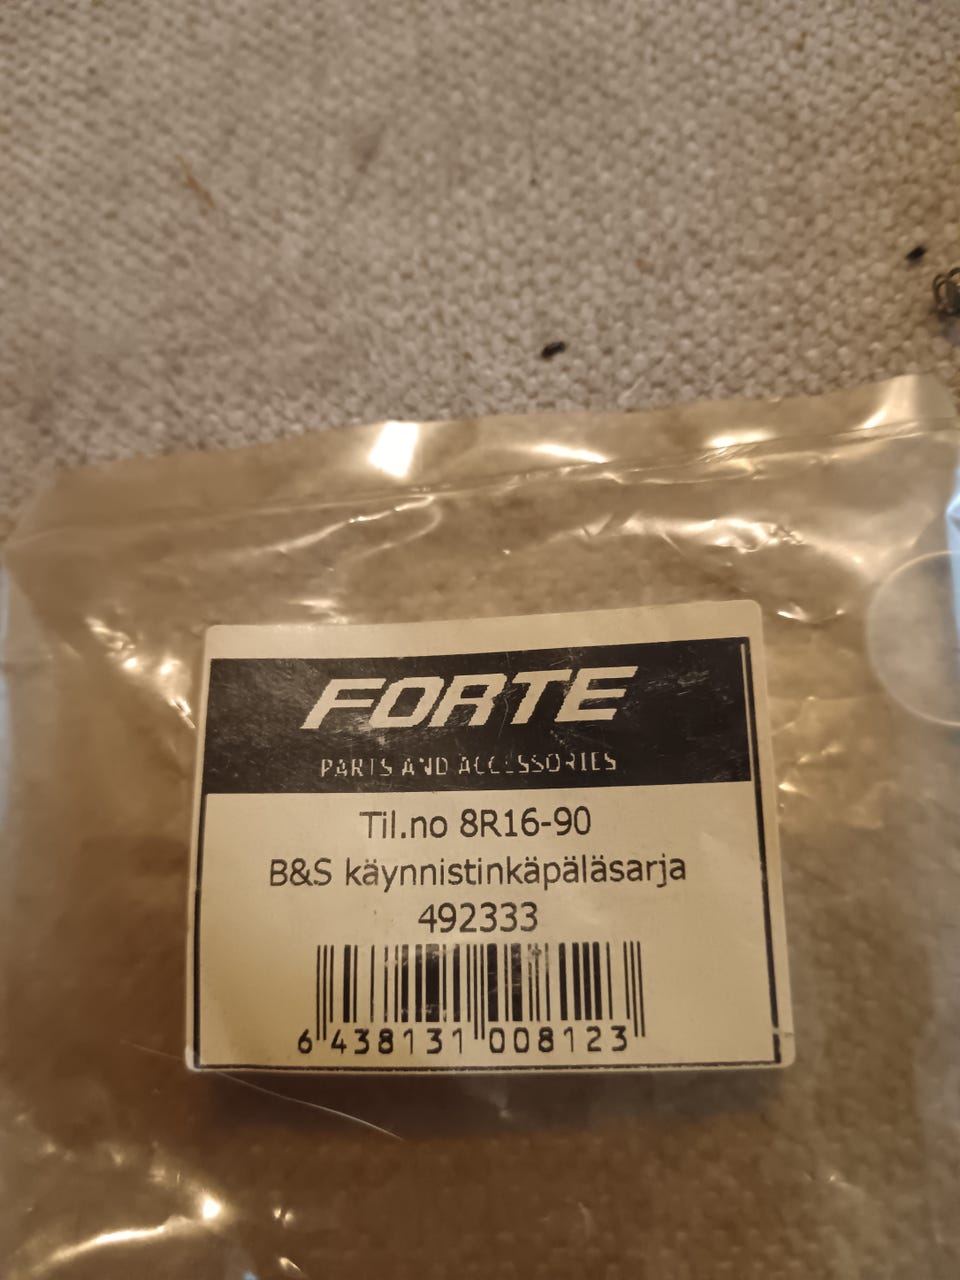 FORTE
PARTS AND ACCESSORIES
Til.no 8R16-90
B&S käynnistinkäpäläsarja
492333
6 438131 008123